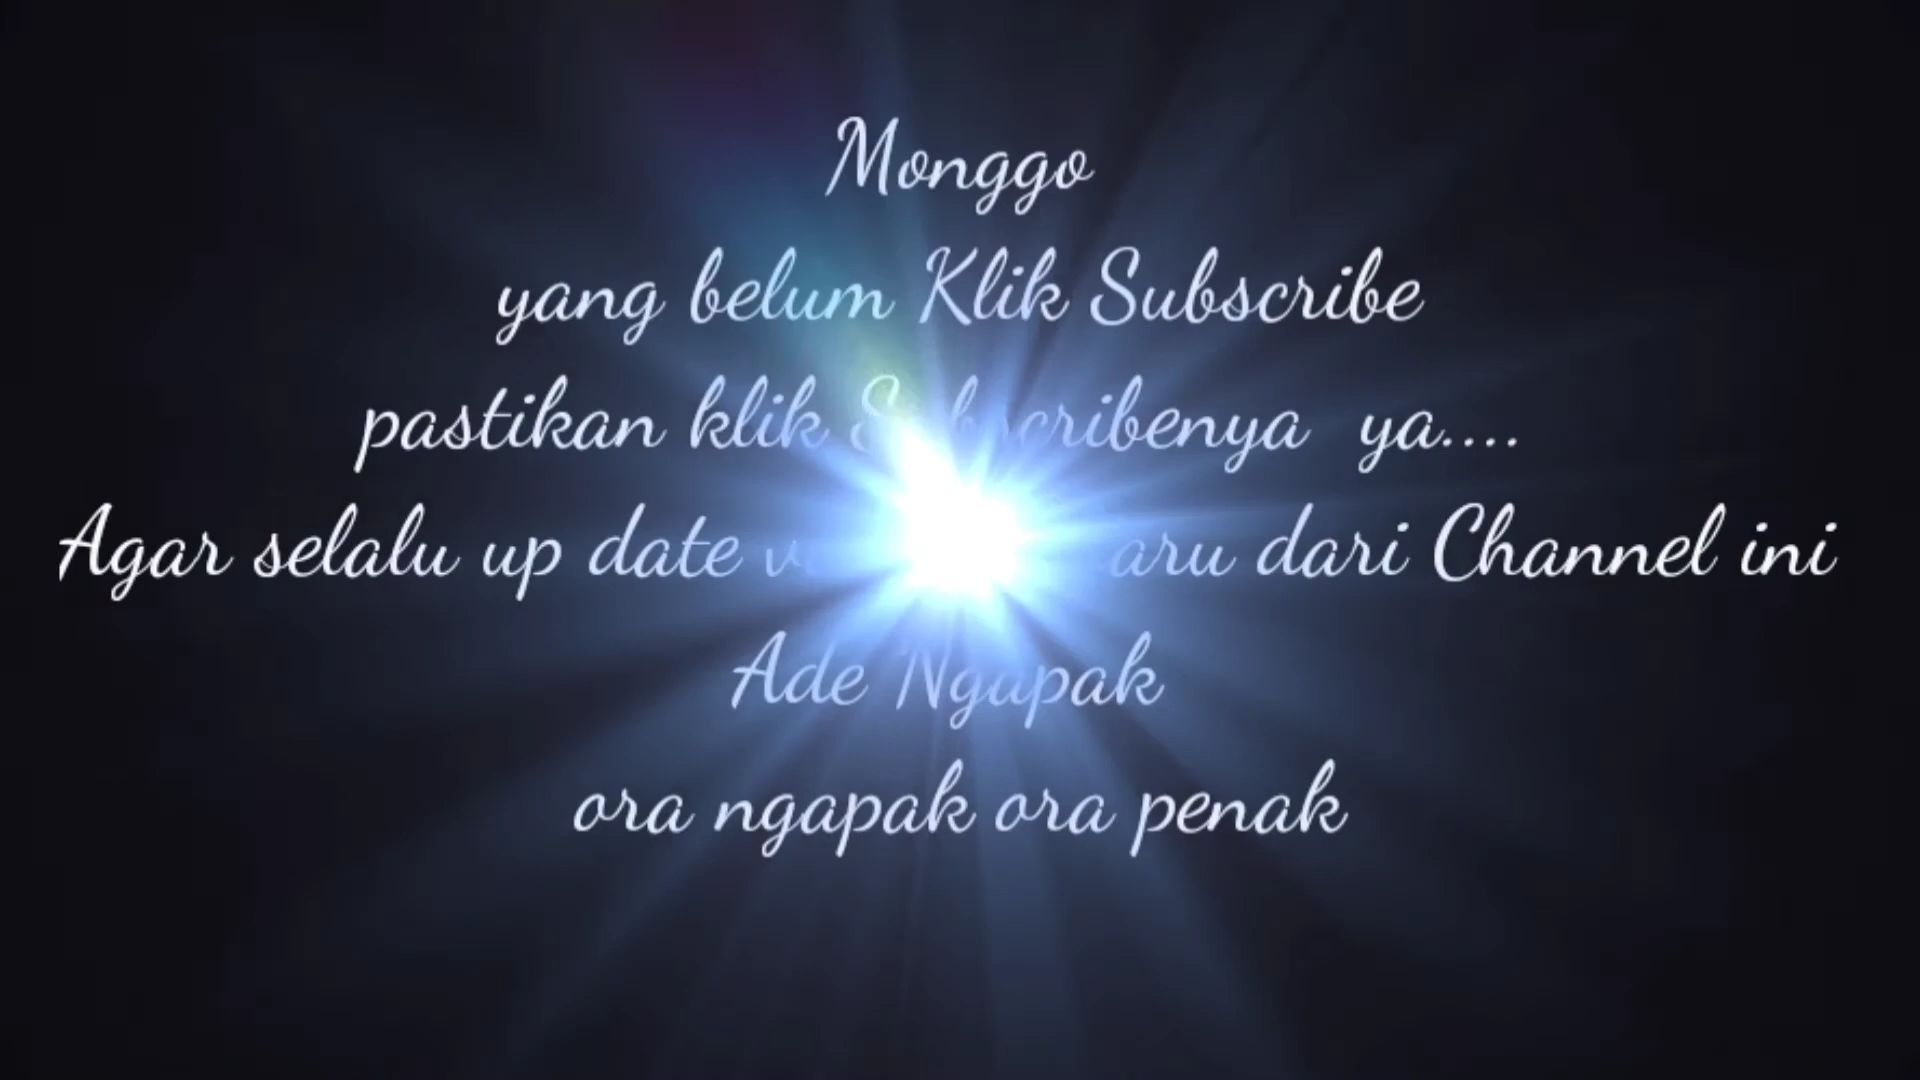 Monggo
yang belum Klik Subscribe
pastikan klik Subscribenya ya....
Agar selalu up date dari Channel ini
Ade Ngapak
ora ngapak ora penak